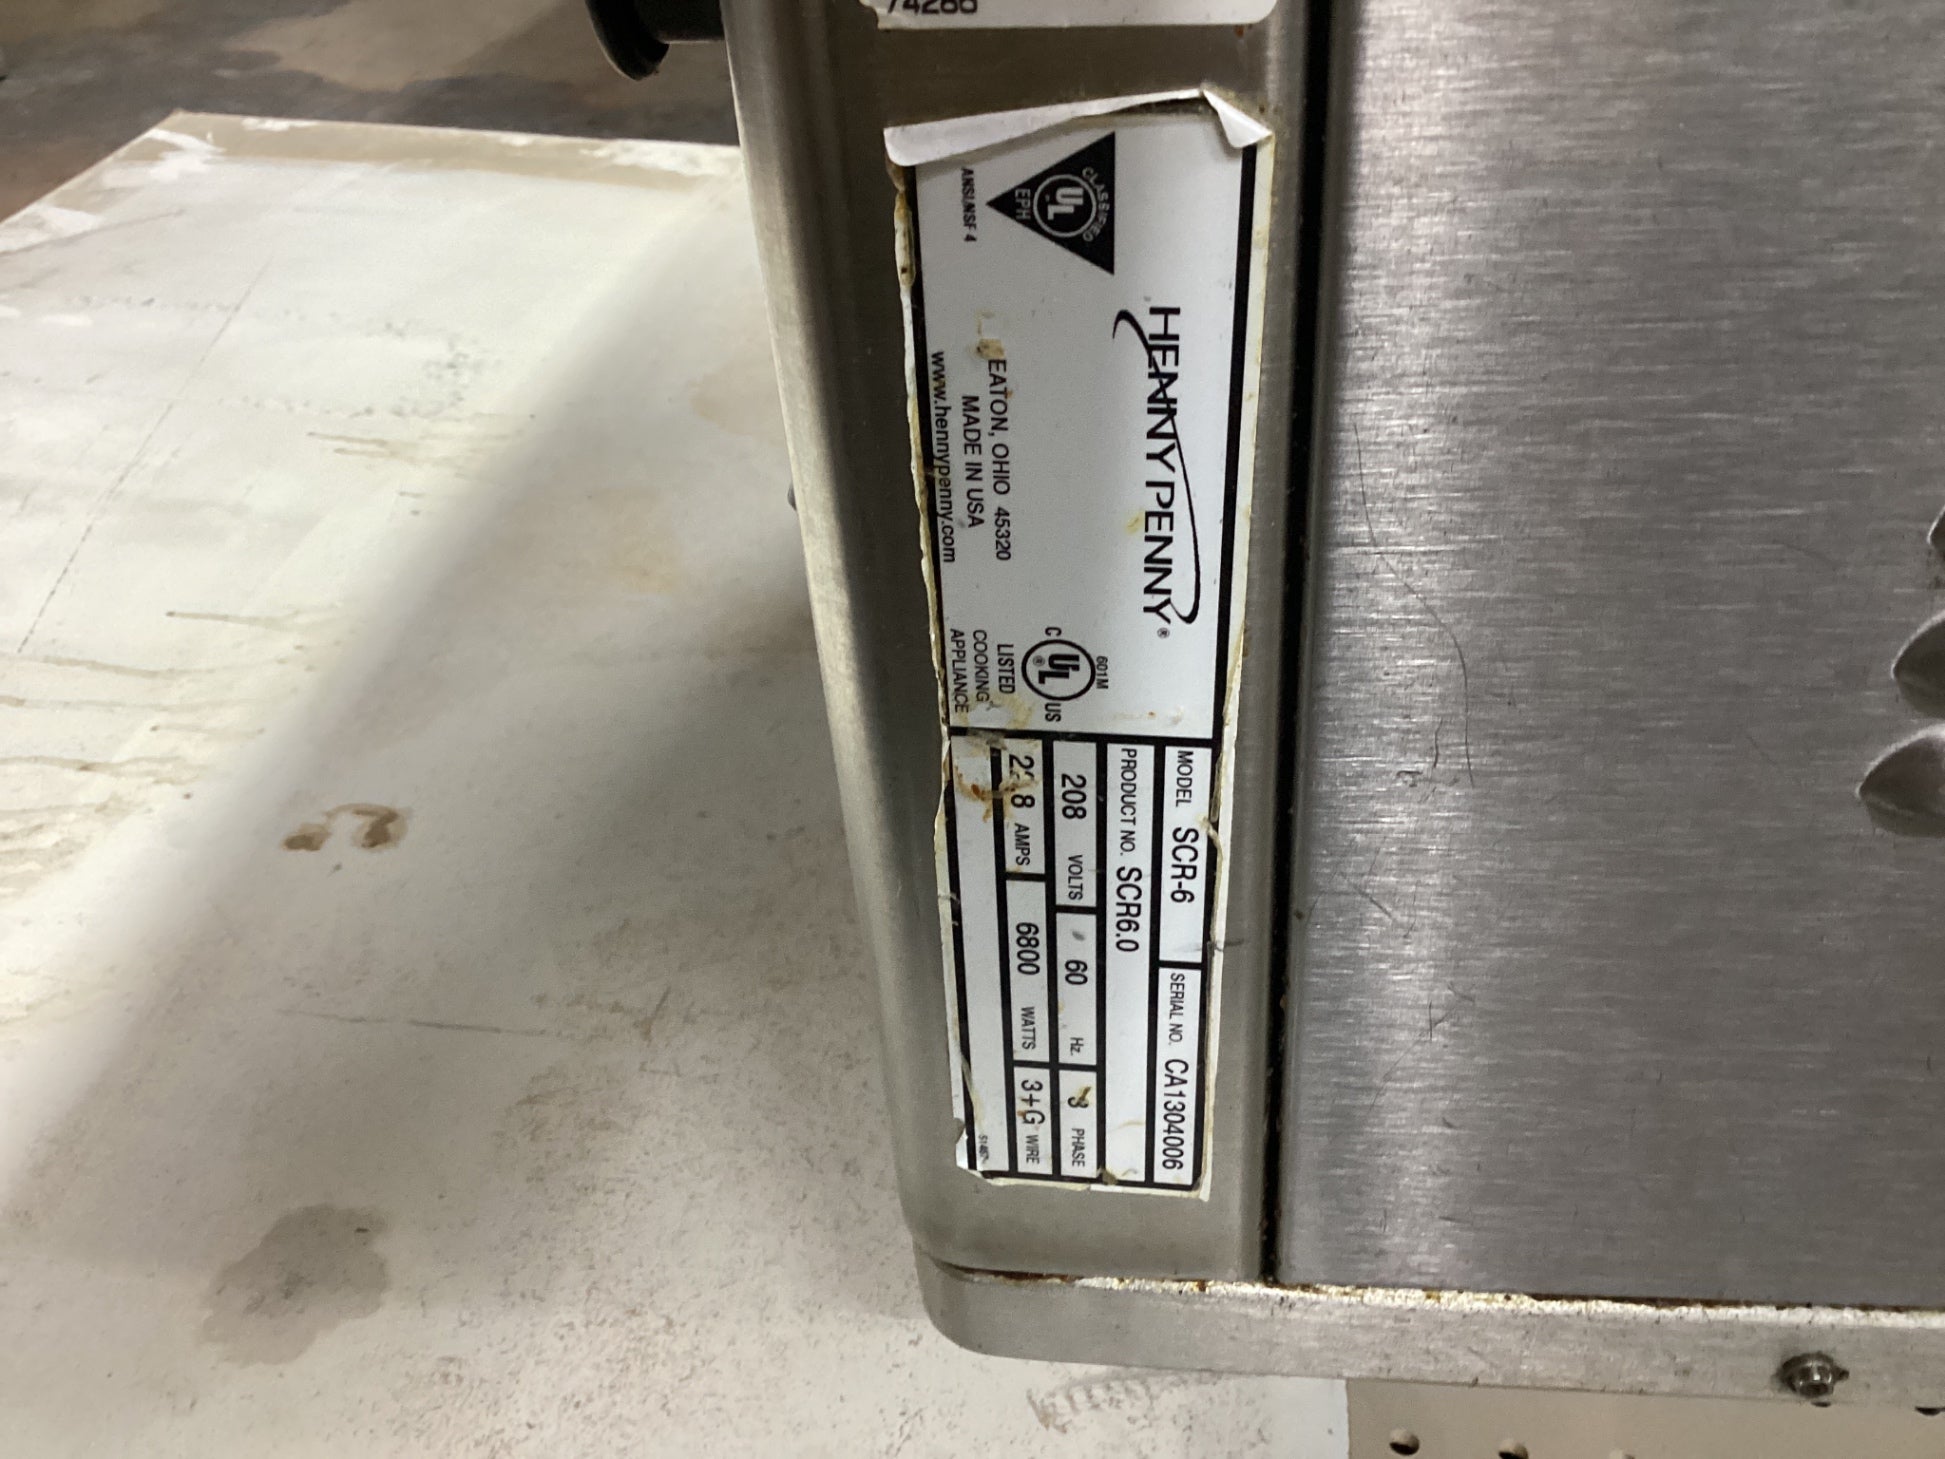 74260
CLASSIFIED
UL
EPH
ANSI/NSF 4
HENNY PENNY®
EATON, OHIO 45320
MADE IN USA
www.hennypenny.com
601M
C UL® US
LISTED
COOKING
APPLIANCE
MODEL SCR-6 SERIAL NO. CA1304006
PRODUCT NO. SCR6.0
208 VOLTS 60 Hz. 3 PHASE
AMPS 6800 WATTS 3+G WIRE